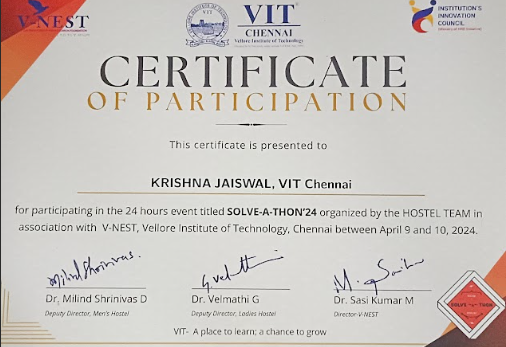 V-NEST
VIT
VIT
CHENNAI
Vellore Institute of Technology
INSTITUTION'S
INNOVATION
COUNCIL
CERTIFICATE
OF PARTICIPATION
This certificate is presented to
KRISHNA JAISWAL, VIT Chennai
for participating in the 24 hours event titled SOLVE-A-THON'24 organized by the HOSTEL TEAM in
association with V-NEST, Vellore Institute of Technology, Chennai between April 9 and 10, 2024.
Milind Shrinivas.
Dr. Milind Shrinivas D
Deputy Director, Men's Hostel
Dr. Velmathi G
Deputy Director, Ladies Hostel
Dr. Sasi Kumar M
Director-V-NEST
SOLVE-A-THON
VIT- A place to learn; a chance to grow